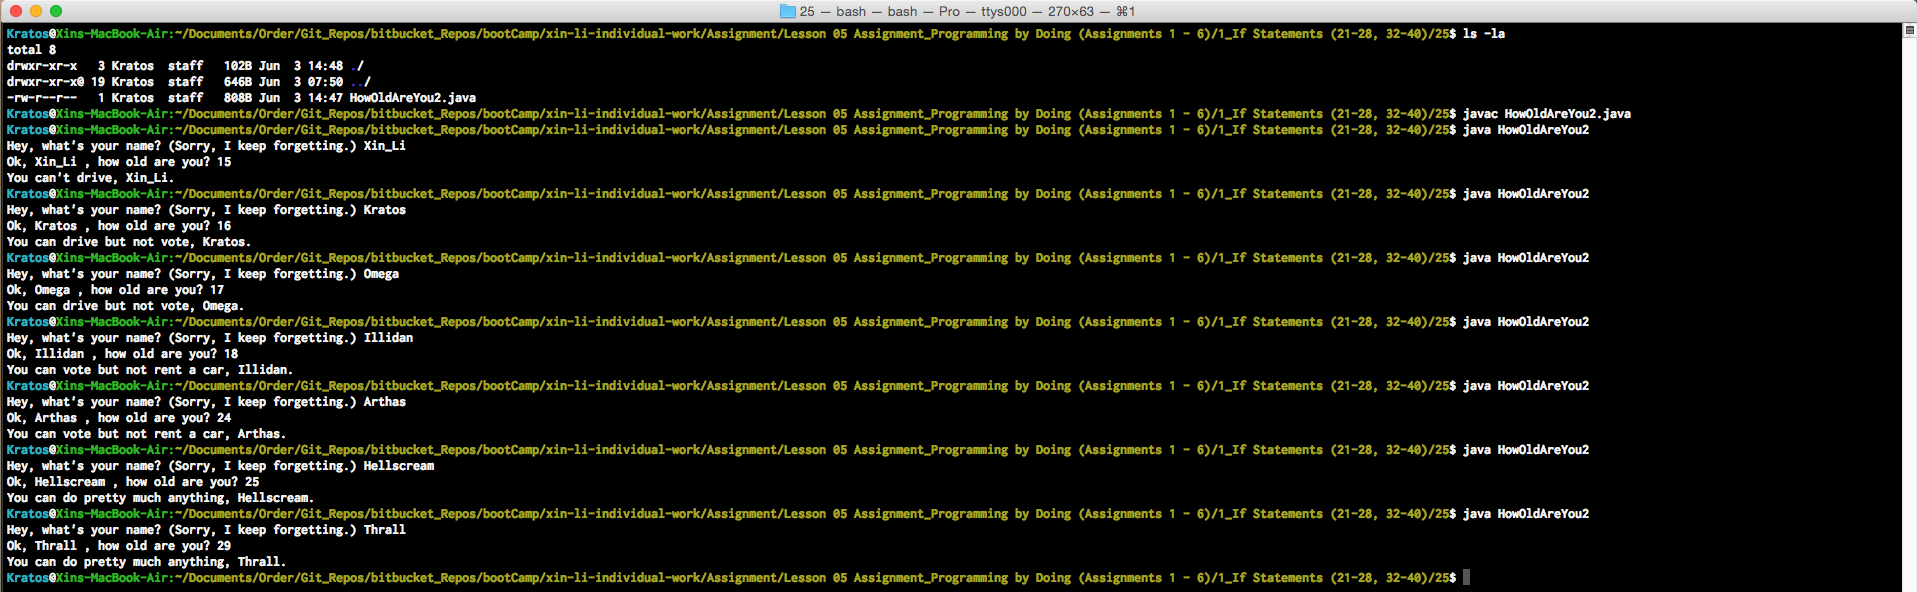 25 — bash — bash — Pro — ttys000 — 270×63 — ⌘1
Kratos@Xins-MacBook-Air:~/Documents/Order/Git_Repos/bitbucket_Repos/bootCamp/xin-li-individual-work/Assignment/Lesson 05 Assignment_Programming by Doing (Assignments 1 - 6)/1_If Statements (21-28, 32-40)/25$ ls -la
total 8
drwxr-xr-x   3 Kratos  staff   102B Jun  3 14:48 ./
drwxr-xr-x@ 19 Kratos  staff   646B Jun  3 07:50 ../
-rw-r--r--   1 Kratos  staff   808B Jun  3 14:47 HowOldAreYou2.java
Kratos@Xins-MacBook-Air:~/Documents/Order/Git_Repos/bitbucket_Repos/bootCamp/xin-li-individual-work/Assignment/Lesson 05 Assignment_Programming by Doing (Assignments 1 - 6)/1_If Statements (21-28, 32-40)/25$ javac HowOldAreYou2.java
Kratos@Xins-MacBook-Air:~/Documents/Order/Git_Repos/bitbucket_Repos/bootCamp/xin-li-individual-work/Assignment/Lesson 05 Assignment_Programming by Doing (Assignments 1 - 6)/1_If Statements (21-28, 32-40)/25$ java HowOldAreYou2
Hey, what's your name? (Sorry, I keep forgetting.) Xin_Li
Ok, Xin_Li , how old are you? 15
You can't drive, Xin_Li.
Kratos@Xins-MacBook-Air:~/Documents/Order/Git_Repos/bitbucket_Repos/bootCamp/xin-li-individual-work/Assignment/Lesson 05 Assignment_Programming by Doing (Assignments 1 - 6)/1_If Statements (21-28, 32-40)/25$ java HowOldAreYou2
Hey, what's your name? (Sorry, I keep forgetting.) Kratos
Ok, Kratos , how old are you? 16
You can drive but not vote, Kratos.
Kratos@Xins-MacBook-Air:~/Documents/Order/Git_Repos/bitbucket_Repos/bootCamp/xin-li-individual-work/Assignment/Lesson 05 Assignment_Programming by Doing (Assignments 1 - 6)/1_If Statements (21-28, 32-40)/25$ java HowOldAreYou2
Hey, what's your name? (Sorry, I keep forgetting.) Omega
Ok, Omega , how old are you? 17
You can drive but not vote, Omega.
Kratos@Xins-MacBook-Air:~/Documents/Order/Git_Repos/bitbucket_Repos/bootCamp/xin-li-individual-work/Assignment/Lesson 05 Assignment_Programming by Doing (Assignments 1 - 6)/1_If Statements (21-28, 32-40)/25$ java HowOldAreYou2
Hey, what's your name? (Sorry, I keep forgetting.) Illidan
Ok, Illidan , how old are you? 18
You can vote but not rent a car, Illidan.
Kratos@Xins-MacBook-Air:~/Documents/Order/Git_Repos/bitbucket_Repos/bootCamp/xin-li-individual-work/Assignment/Lesson 05 Assignment_Programming by Doing (Assignments 1 - 6)/1_If Statements (21-28, 32-40)/25$ java HowOldAreYou2
Hey, what's your name? (Sorry, I keep forgetting.) Arthas
Ok, Arthas , how old are you? 24
You can vote but not rent a car, Arthas.
Kratos@Xins-MacBook-Air:~/Documents/Order/Git_Repos/bitbucket_Repos/bootCamp/xin-li-individual-work/Assignment/Lesson 05 Assignment_Programming by Doing (Assignments 1 - 6)/1_If Statements (21-28, 32-40)/25$ java HowOldAreYou2
Hey, what's your name? (Sorry, I keep forgetting.) Hellscream
Ok, Hellscream , how old are you? 25
You can do pretty much anything, Hellscream.
Kratos@Xins-MacBook-Air:~/Documents/Order/Git_Repos/bitbucket_Repos/bootCamp/xin-li-individual-work/Assignment/Lesson 05 Assignment_Programming by Doing (Assignments 1 - 6)/1_If Statements (21-28, 32-40)/25$ java HowOldAreYou2
Hey, what's your name? (Sorry, I keep forgetting.) Thrall
Ok, Thrall , how old are you? 29
You can do pretty much anything, Thrall.
Kratos@Xins-MacBook-Air:~/Documents/Order/Git_Repos/bitbucket_Repos/bootCamp/xin-li-individual-work/Assignment/Lesson 05 Assignment_Programming by Doing (Assignments 1 - 6)/1_If Statements (21-28, 32-40)/25$